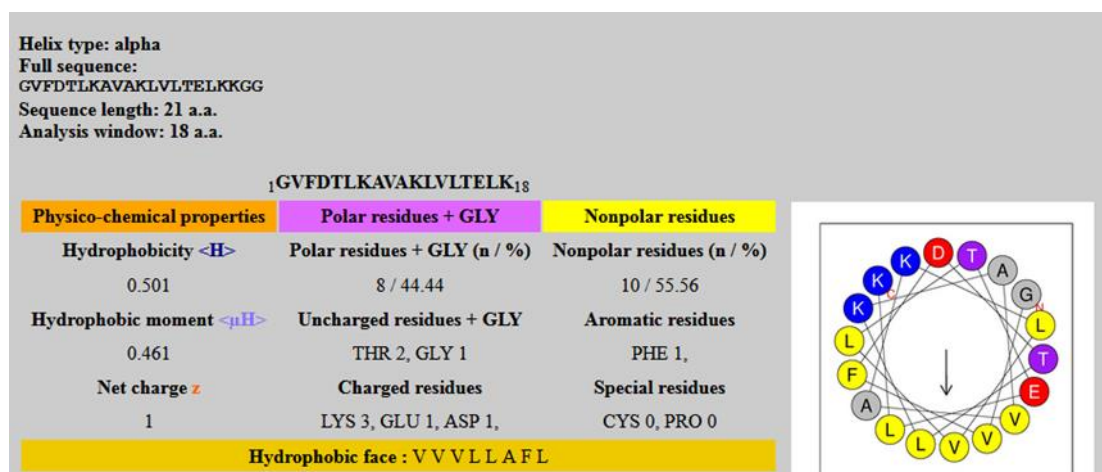 Helix type: alpha
Full sequence:
GVFDTLKAVAKLVLTELKKGG
Sequence length: 21 a.a.
Analysis window: 18 a.a.
1GVFDTLKAVAKLVLTELK18
Physico-chemical properties Polar residues + GLY Nonpolar residues
Hydrophobicity <H> Polar residues + GLY (n / %) Nonpolar residues (n / %)
0.501 8 / 44.44 10 / 55.56
Hydrophobic moment <µH> Uncharged residues + GLY Aromatic residues
0.461 THR 2, GLY 1 PHE 1,
Net charge z Charged residues Special residues
1 LYS 3, GLU 1, ASP 1, CYS 0, PRO 0
Hydrophobic face : V V V L L A F L
K D T
K A
C G
K N
L L
F T
A E
L V
L V V